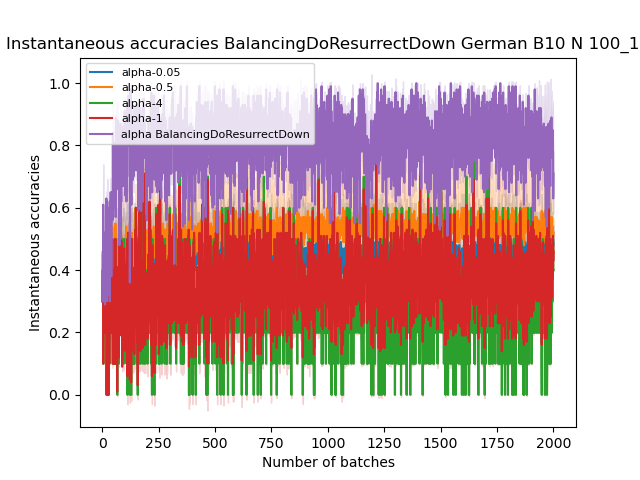 Instantaneous accuracies BalancingDoResurrectDown German B10 N 100_1
alpha-0.05
alpha-0.5
alpha-4
alpha-1
alpha BalancingDoResurrectDown
1.0
0.8
0.6
0.4
0.2
0.0
Instantaneous accuracies
0 250 500 750 1000 1250 1500 1750 2000
Number of batches